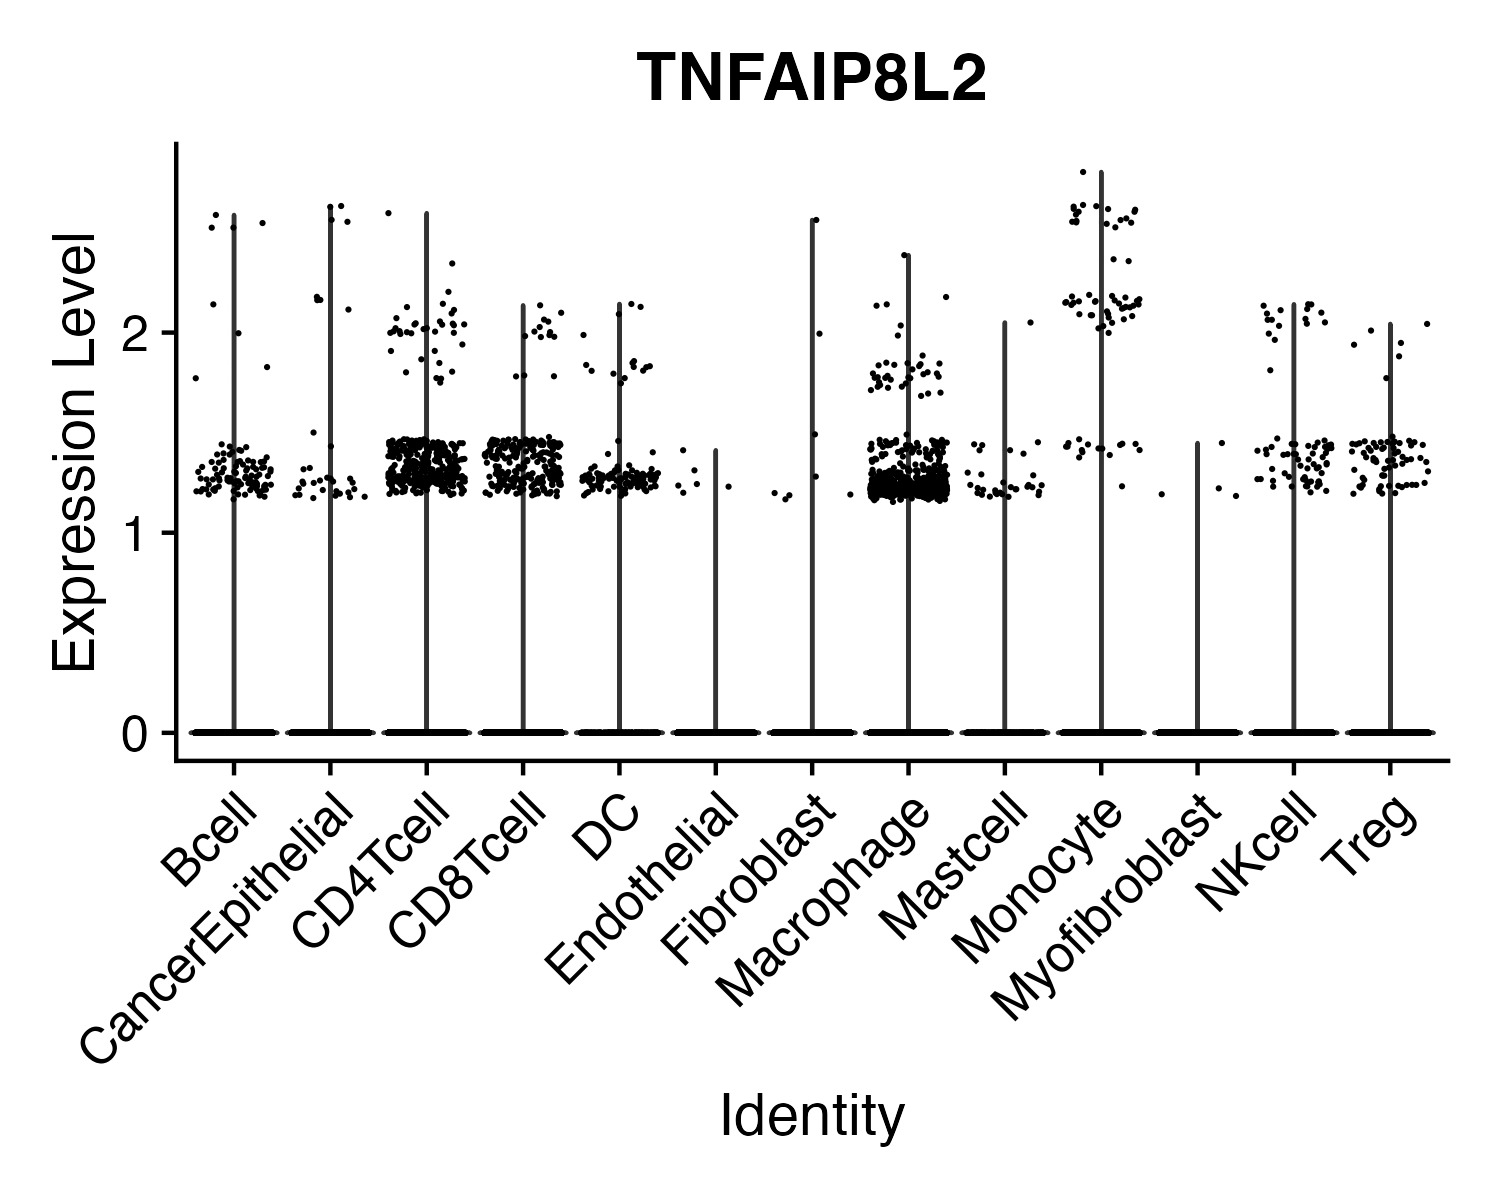 TNFAIP8L2
Expression Level
2
1
0
Bcell
CancerEpithelial
CD4Tcell
CD8Tcell
DC
Endothelial
Fibroblast
Macrophage
Mastcell
Monocyte
Myofibroblast
NKcell
Treg
Identity